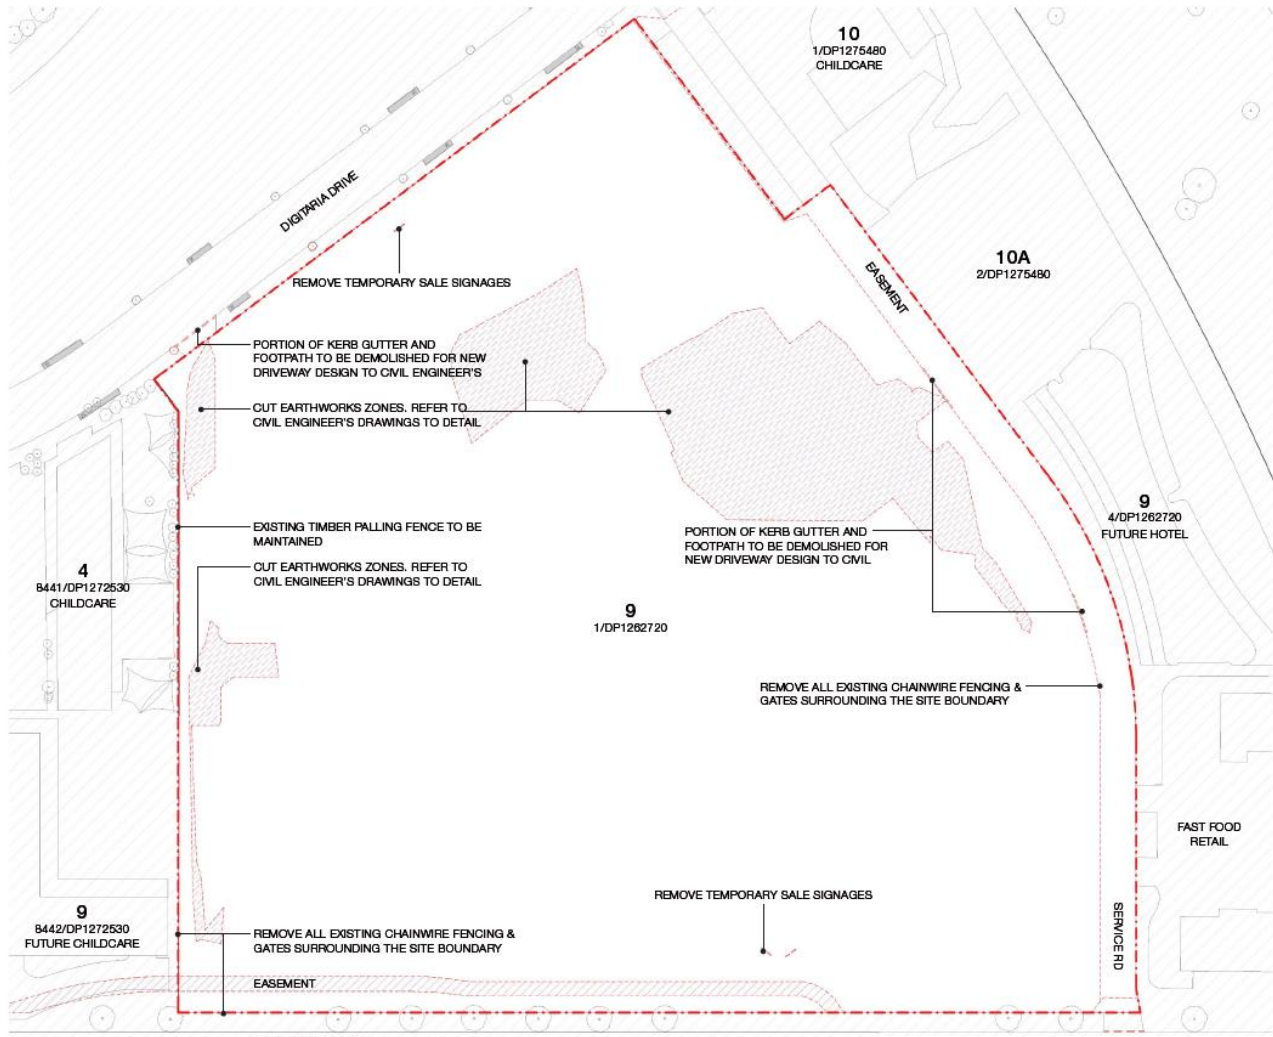 10
1/DP1275480
CHILDCARE
DIGITARIA DRIVE
10A
2/DP1275480
EASEMENT
REMOVE TEMPORARY SALE SIGNAGES
PORTION OF KERB GUTTER AND
FOOTPATH TO BE DEMOLISHED FOR NEW
DRIVEWAY DESIGN TO CIVIL ENGINEER'S
CUT EARTHWORKS ZONES. REFER TO
CIVIL ENGINEER'S DRAWINGS TO DETAIL
EXISTING TIMBER PALLING FENCE TO BE
MAINTAINED
CUT EARTHWORKS ZONES. REFER TO
CIVIL ENGINEER'S DRAWINGS TO DETAIL
PORTION OF KERB GUTTER AND
FOOTPATH TO BE DEMOLISHED FOR
NEW DRIVEWAY DESIGN TO CIVIL
9
4/DP1262720
FUTURE HOTEL
4
8441/DP1272530
CHILDCARE
9
1/DP1262720
REMOVE ALL EXISTING CHAINWIRE FENCING &
GATES SURROUNDING THE SITE BOUNDARY
FAST FOOD
RETAIL
REMOVE TEMPORARY SALE SIGNAGES
SERVICE RD
9
8442/DP1272530
FUTURE CHILDCARE
REMOVE ALL EXISTING CHAINWIRE FENCING &
GATES SURROUNDING THE SITE BOUNDARY
EASEMENT